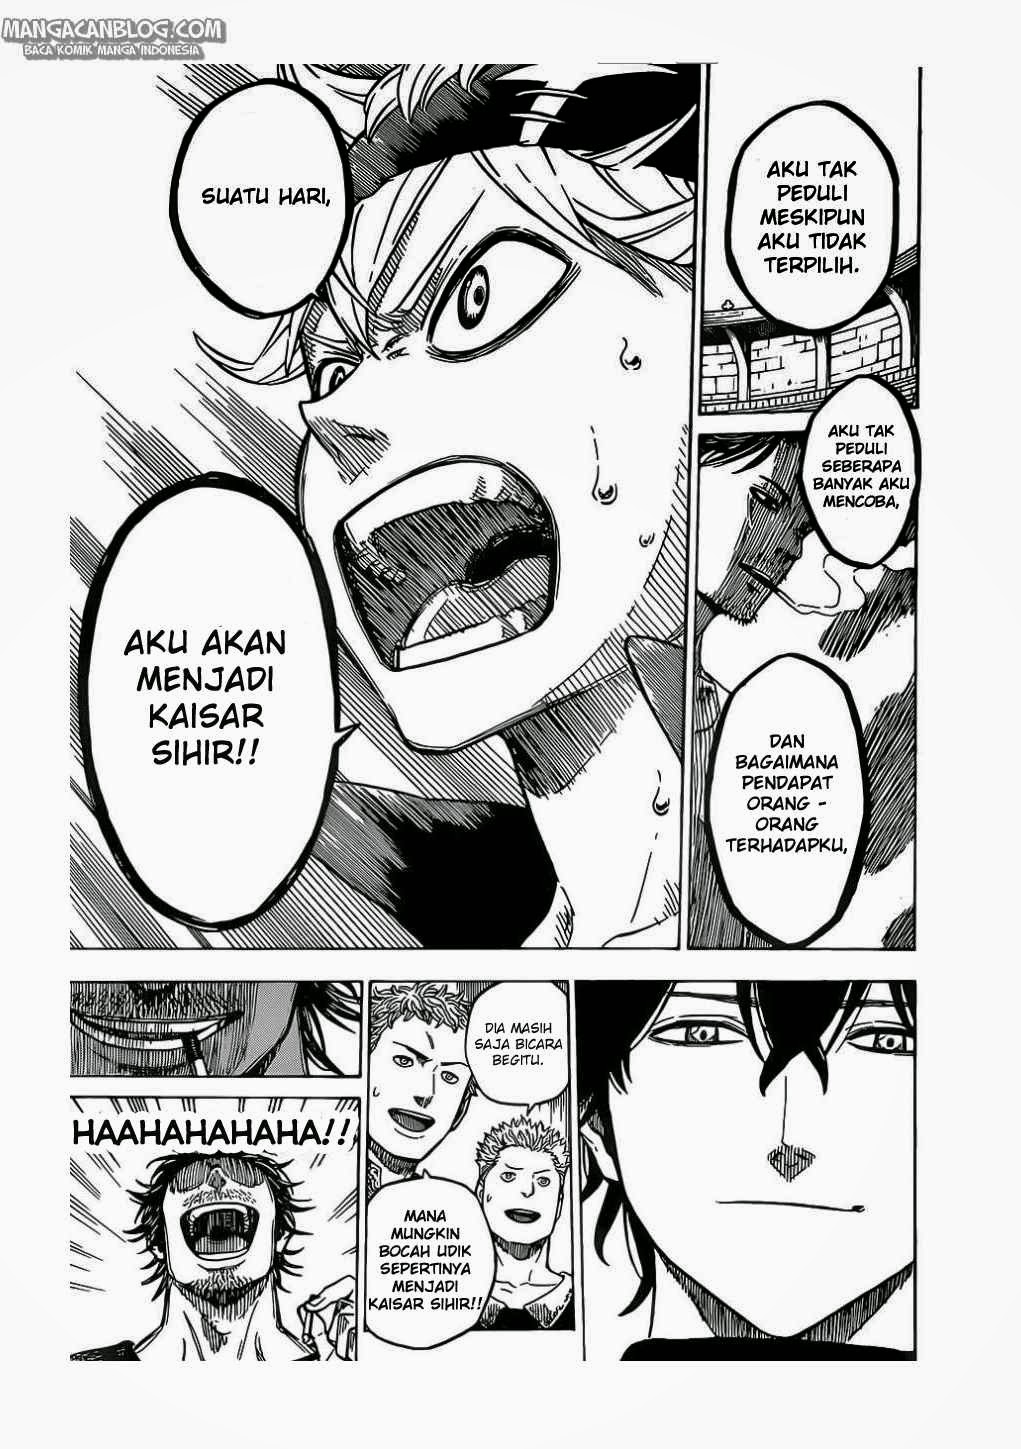 MANGACANBLOG.COM
BACA KOMIK MANGA INDONESIA
AKU TAK
PEDULI
MESKIPUN
AKU TIDAK
TERPILIH.
AKU TAK
PEDULI
SEBERAPA
BANYAK AKU
MENCOBA,
DAN
BAGAIMANA
PENDAPAT
ORANG -
ORANG
TERHADAPKU,
SUATU HARI,
AKU AKAN
MENJADI
KAISAR
SIHIR!!
DIA MASIH
SAJA BICARA
BEGITU.
MANA
MUNGKIN
BOCAH UDIK
SEPERTINYA
MENJADI
KAISAR SIHIR!!
HAAHAHAHAHA!!